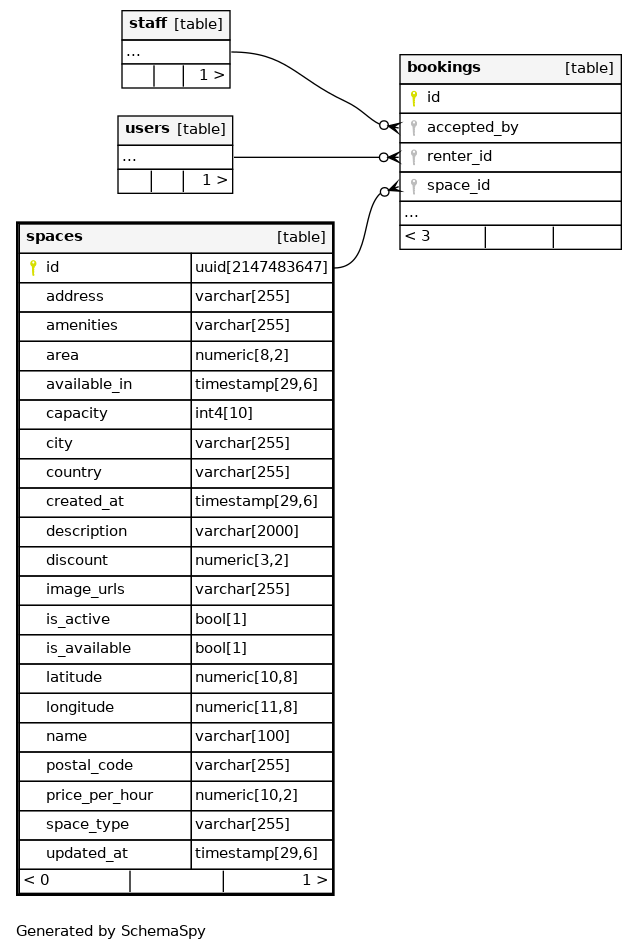 staff [table]
...
1 >
users [table]
...
1 >
bookings [table]
id
accepted_by
renter_id
space_id
...
< 3
spaces [table]
id uuid[2147483647]
address varchar[255]
amenities varchar[255]
area numeric[8,2]
available_in timestamp[29,6]
capacity int4[10]
city varchar[255]
country varchar[255]
created_at timestamp[29,6]
description varchar[2000]
discount numeric[3,2]
image_urls varchar[255]
is_active bool[1]
is_available bool[1]
latitude numeric[10,8]
longitude numeric[11,8]
name varchar[100]
postal_code varchar[255]
price_per_hour numeric[10,2]
space_type varchar[255]
updated_at timestamp[29,6]
< 0 1 >
Generated by SchemaSpy